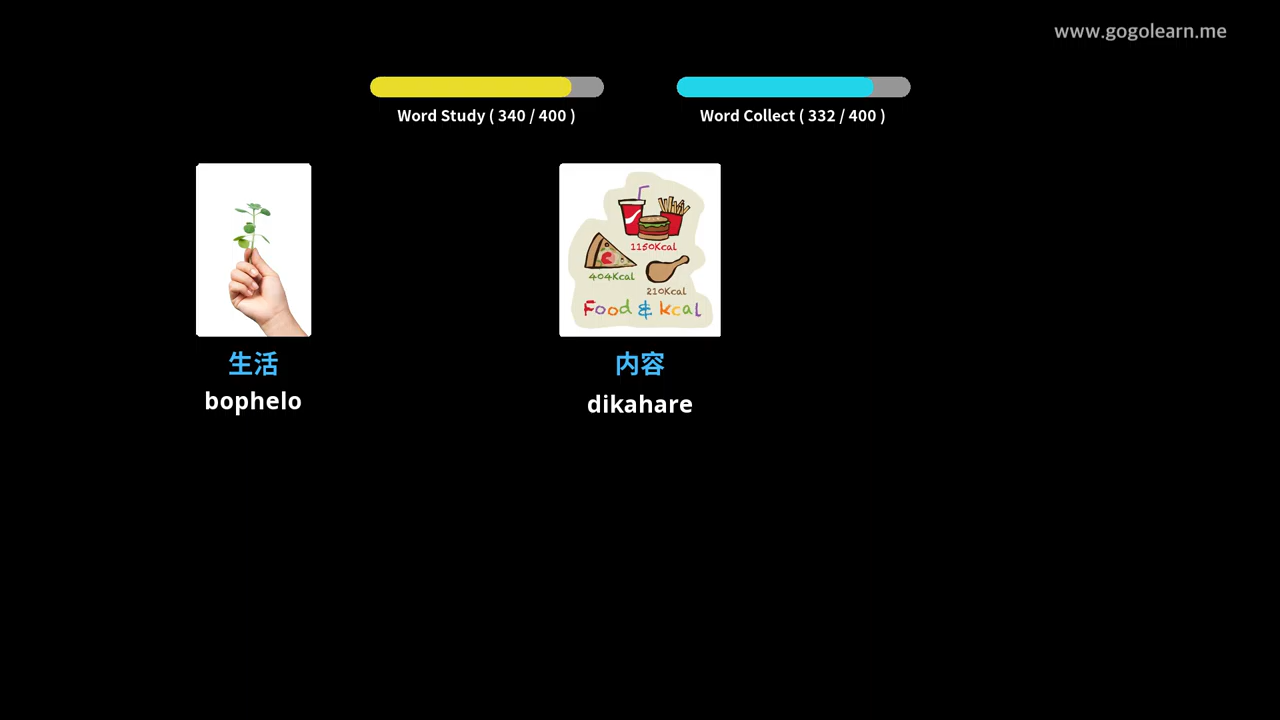 www.gogolearn.me
Word Study ( 340 / 400 )
Word Collect ( 332 / 400 )
1150Kcal
404Kcal
210Kcal
Food & kcal
生活
内容
bophelo
dikahare